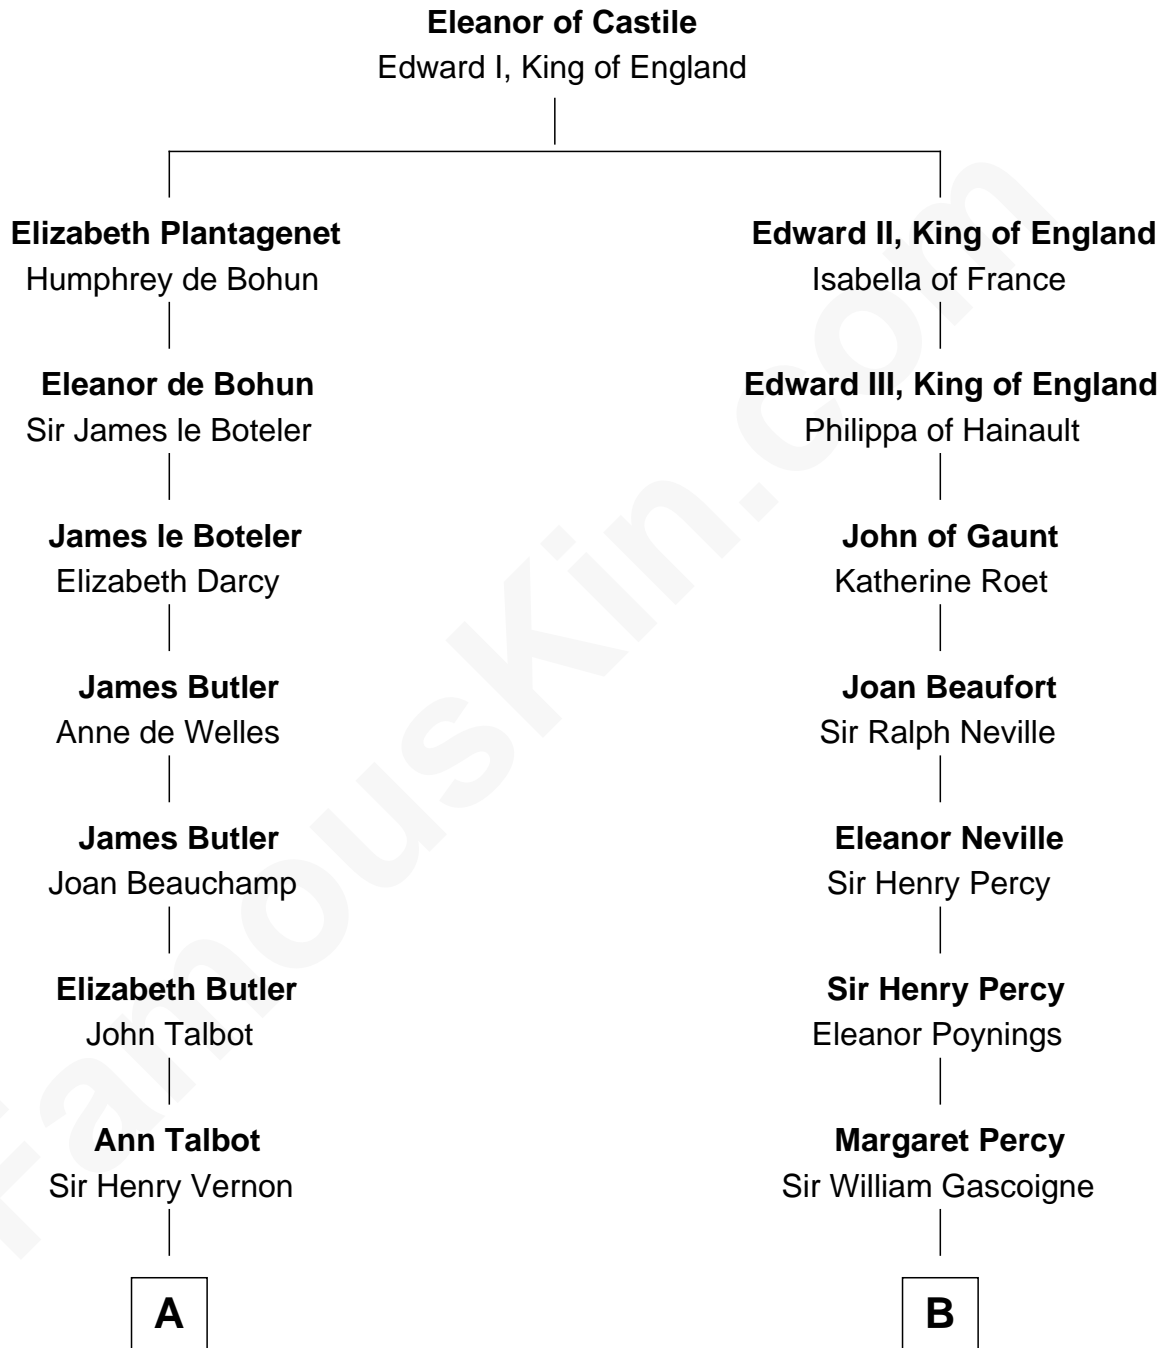 Eleanor of Castile
Edward I, King of England
Elizabeth Plantagenet
Humphrey de Bohun
Edward II, King of England
Isabella of France
Eleanor de Bohun
Sir James le Boteler
Edward III, King of England
Philippa of Hainault
James le Boteler
Elizabeth Darcy
John of Gaunt
Katherine Roet
James Butler
Anne de Welles
Joan Beaufort
Sir Ralph Neville
James Butler
Joan Beauchamp
Eleanor Neville
Sir Henry Percy
Elizabeth Butler
John Talbot
Sir Henry Percy
Eleanor Poynings
Ann Talbot
Sir Henry Vernon
Margaret Percy
Sir William Gascoigne
A
B
FamousKin.com